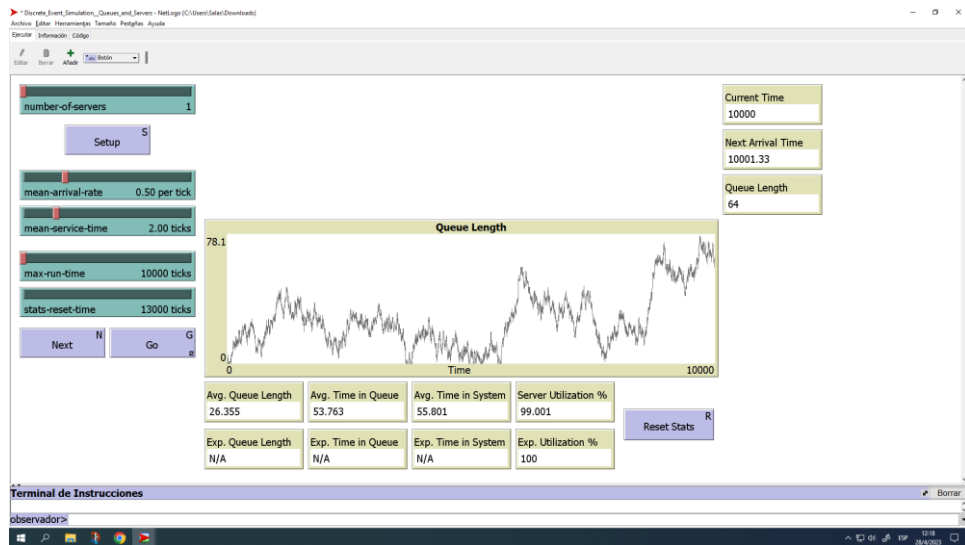 *Discrete_Event_Simulation__Queues_and_Servers - NetLogo {C:\Users\Salas\Downloads}
Archivo Editar Herramientas Tamaño Pestañas Ayuda
Ejecutar Información Código
Editar Borrar Añadir Botón
number-of-servers 1
Setup S
mean-arrival-rate 0.50 per tick
mean-service-time 2.00 ticks
max-run-time 10000 ticks
stats-reset-time 13000 ticks
Next N Go G
Current Time
10000
Next Arrival Time
10001.33
Queue Length
64
Queue Length
78.1
0
0 Time 10000
Avg. Queue Length Avg. Time in Queue Avg. Time in System Server Utilization %
26.355 53.763 55.801 99.001
Reset Stats R
Exp. Queue Length Exp. Time in Queue Exp. Time in System Exp. Utilization %
N/A N/A N/A 100
Terminal de Instrucciones Borrar
observador>
ESP 12:18
28/4/2023